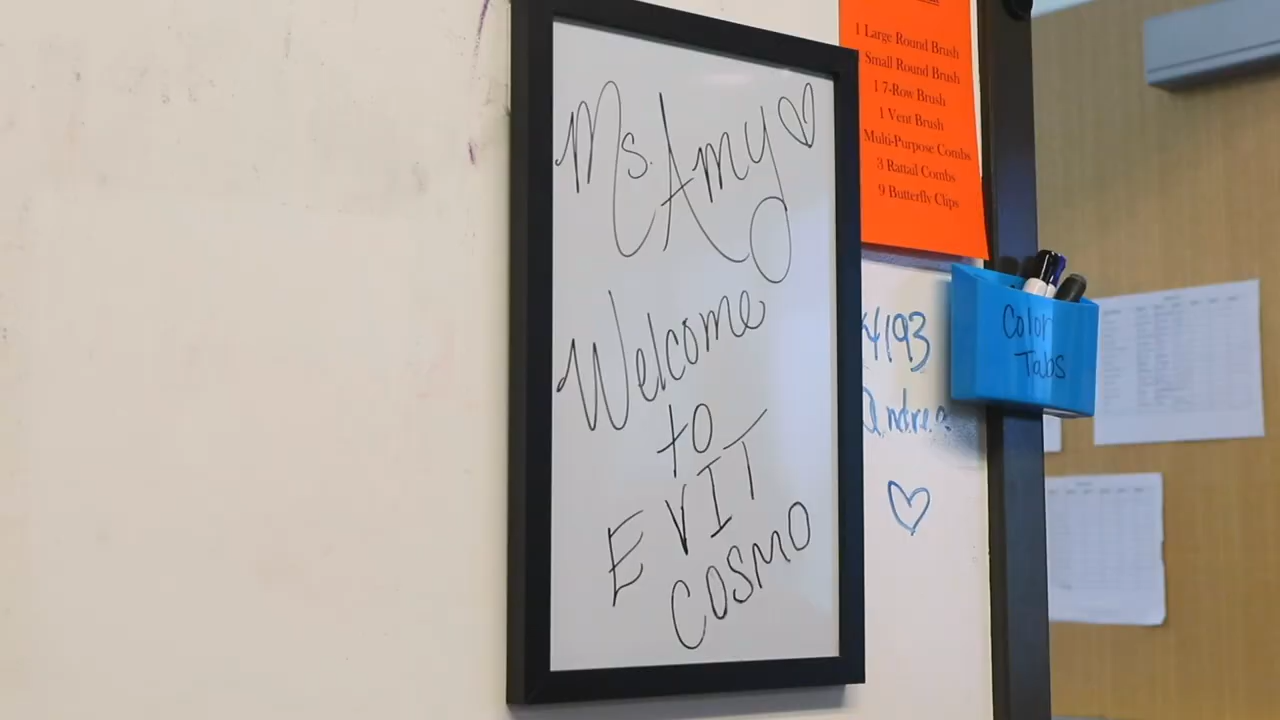 Ms. Amy ♡
Welcome
to
EVIT
COSMO
1 Large Round Brush
Small Round Brush
1 7-Row Brush
1 Vent Brush
Multi-Purpose Combs
3 Rattail Combs
9 Butterfly Clips
4193
Andrea
Color
Tabs